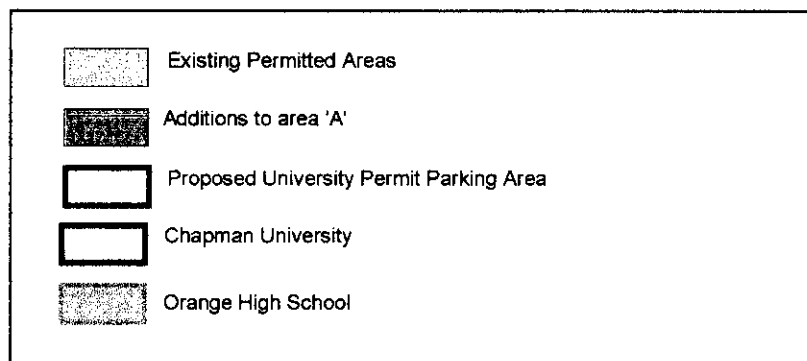 Existing Permitted Areas
Additions to area 'A'
Proposed University Permit Parking Area
Chapman University
Orange High School